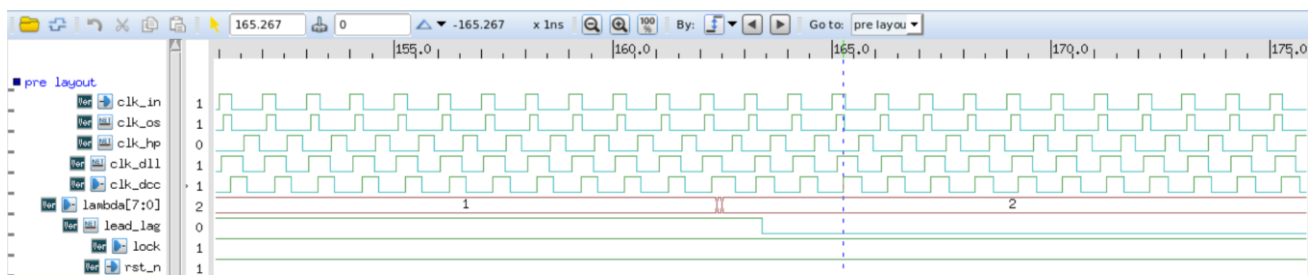 165.267 0 -165.267 x 1ns 100 % By: Go to: pre layou
155.0 160.0 165.0 170.0 175.0
pre layout
clk_in 1
clk_os 1
clk_hp 0
clk_dll 1
clk_dcc 1
lambda[7:0] 2 1 2
lead_lag 0
lock 1
rst_n 1